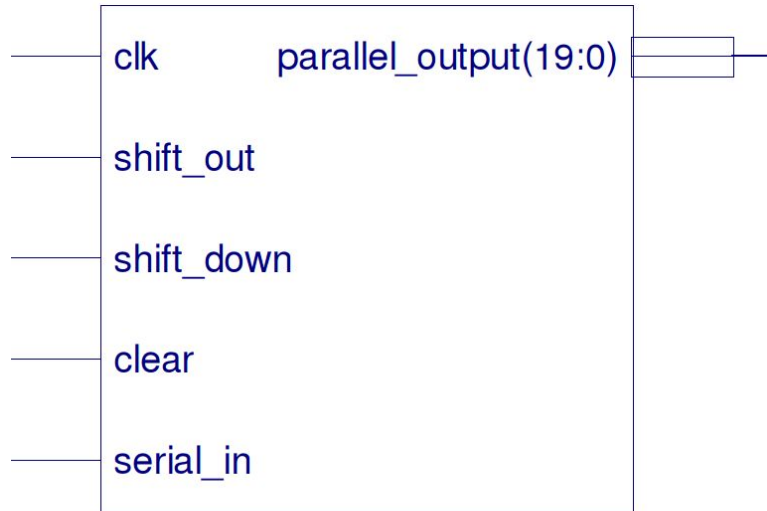 clk parallel_output(19:0)
shift_out
shift_down
clear
serial_in